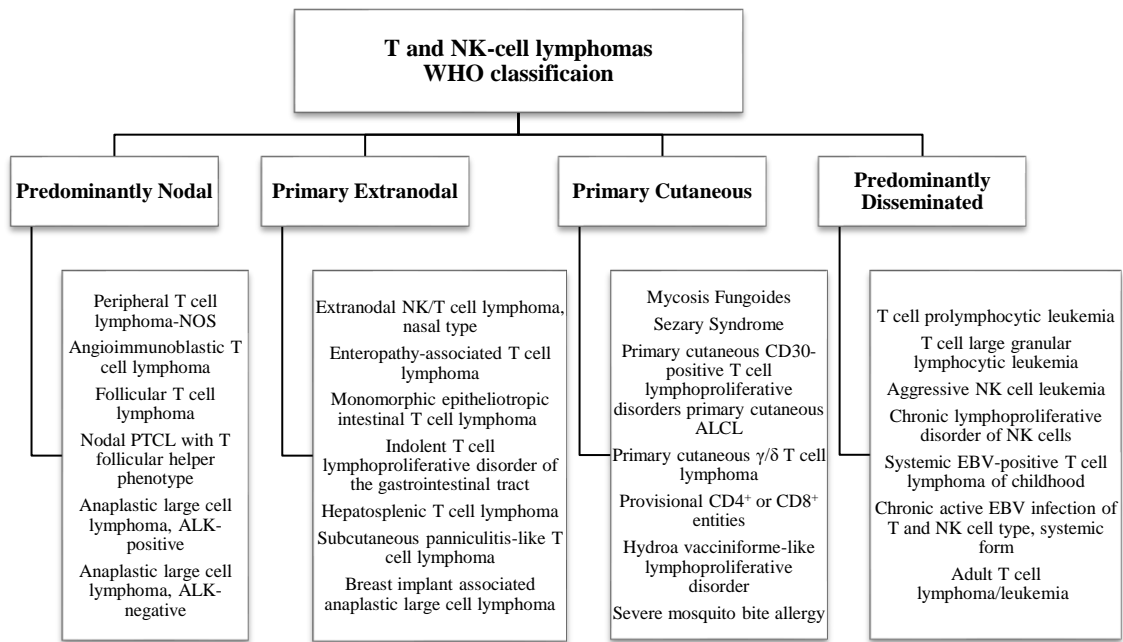 T and NK-cell lymphomas
WHO classificaion
Predominantly Nodal
Primary Extranodal
Primary Cutaneous
Predominantly
Disseminated
Peripheral T cell
lymphoma-NOS
Angioimmunoblastic T
cell lymphoma
Follicular T cell
lymphoma
Nodal PTCL with T
follicular helper
phenotype
Anaplastic large cell
lymphoma, ALK-
positive
Anaplastic large cell
lymphoma, ALK-
negative
Extranodal NK/T cell lymphoma,
nasal type
Enteropathy-associated T cell
lymphoma
Monomorphic epitheliotropic
intestinal T cell lymphoma
Indolent T cell
lymphoproliferative disorder of
the gastrointestinal tract
Hepatosplenic T cell lymphoma
Subcutaneous panniculitis-like T
cell lymphoma
Breast implant associated
anaplastic large cell lymphoma
Mycosis Fungoides
Sezary Syndrome
Primary cutaneous CD30-
positive T cell
lymphoproliferative
disorders primary cutaneous
ALCL
Primary cutaneous γ/δ T cell
lymphoma
Provisional CD4⁺ or CD8⁺
entities
Hydroa vacciniforme-like
lymphoproliferative
disorder
Severe mosquito bite allergy
T cell prolymphocytic leukemia
T cell large granular
lymphocytic leukemia
Aggressive NK cell leukemia
Chronic lymphoproliferative
disorder of NK cells
Systemic EBV-positive T cell
lymphoma of childhood
Chronic active EBV infection of
T and NK cell type, systemic
form
Adult T cell
lymphoma/leukemia